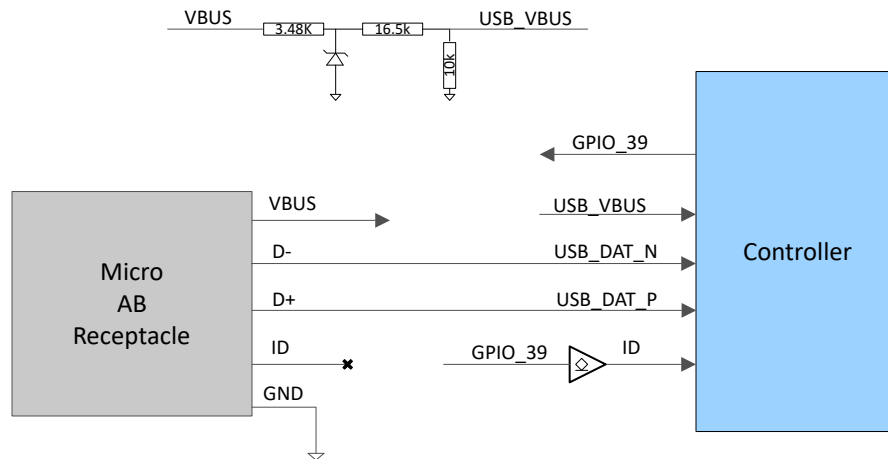 VBUS
3.48K
16.5k
USB_VBUS
10k
GPIO_39
VBUS
USB_VBUS
D-
USB_DAT_N
Controller
Micro
AB
Receptacle
D+
USB_DAT_P
ID
GPIO_39
ID
GND